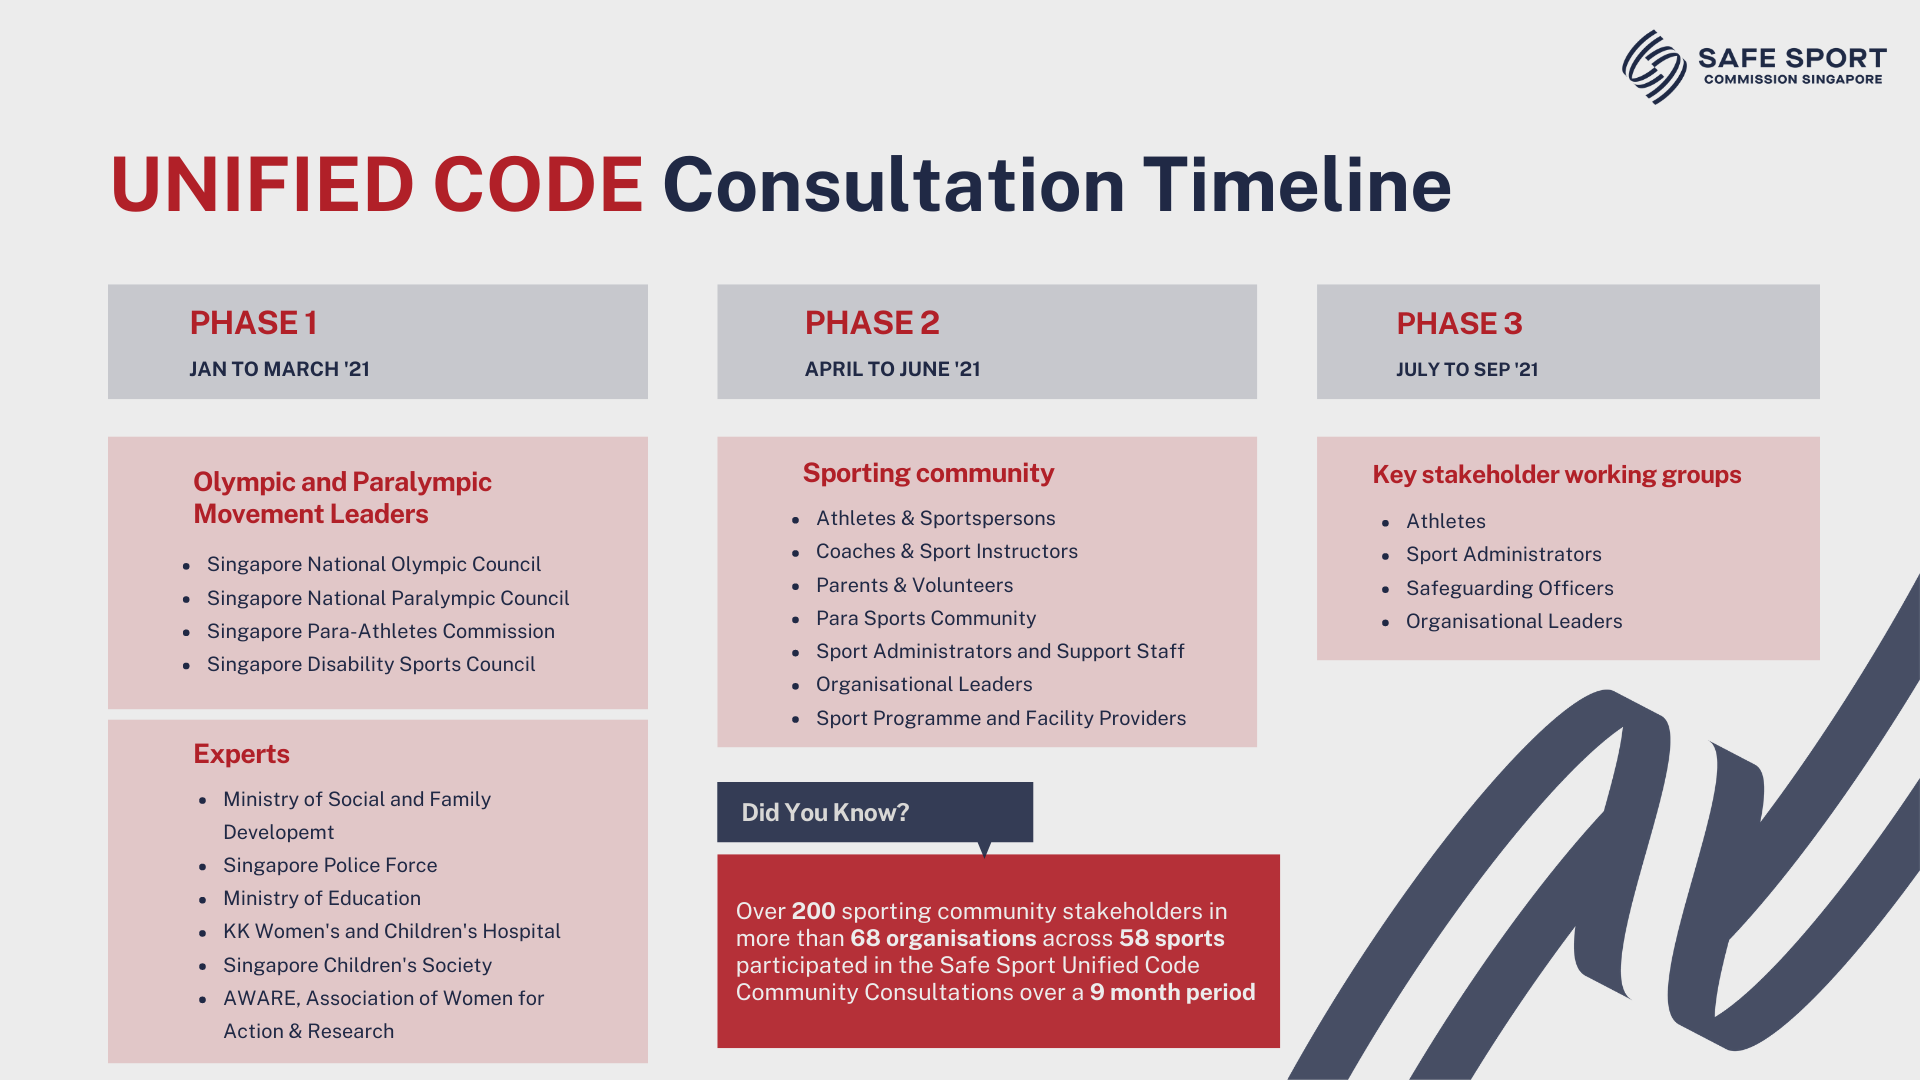 SAFE SPORT
COMMISSION SINGAPORE
UNIFIED CODE Consultation Timeline
PHASE 1
JAN TO MARCH '21
Olympic and Paralympic
Movement Leaders
Singapore National Olympic Council
Singapore National Paralympic Council
Singapore Para-Athletes Commission
Singapore Disability Sports Council
Experts
Ministry of Social and Family
Developemt
Singapore Police Force
Ministry of Education
KK Women's and Children's Hospital
Singapore Children's Society
AWARE, Association of Women for
Action & Research
PHASE 2
APRIL TO JUNE '21
Sporting community
Athletes & Sportspersons
Coaches & Sport Instructors
Parents & Volunteers
Para Sports Community
Sport Administrators and Support Staff
Organisational Leaders
Sport Programme and Facility Providers
Did You Know?
Over 200 sporting community stakeholders in
more than 68 organisations across 58 sports
participated in the Safe Sport Unified Code
Community Consultations over a 9 month period
PHASE 3
JULY TO SEP '21
Key stakeholder working groups
Athletes
Sport Administrators
Safeguarding Officers
Organisational Leaders